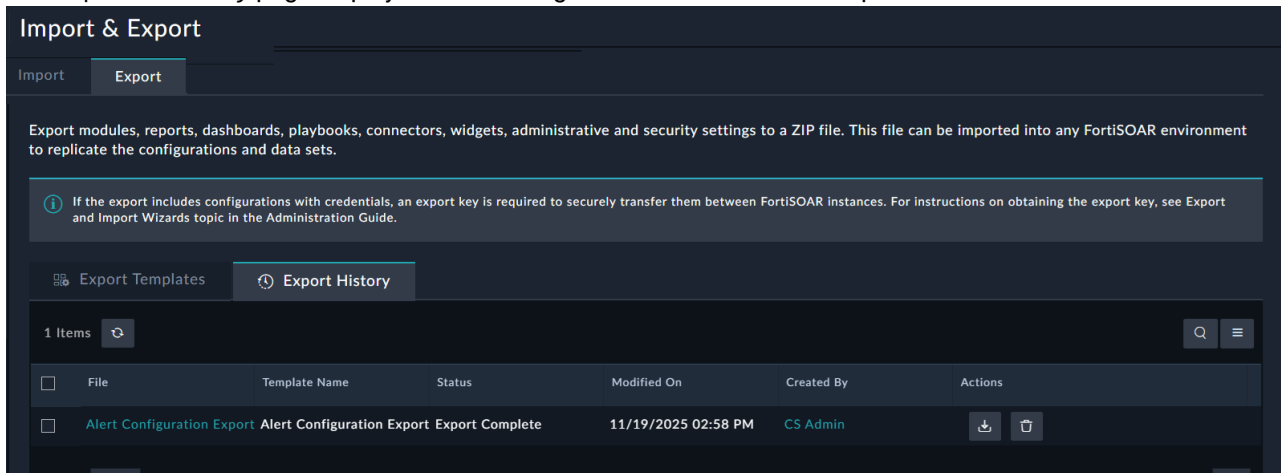 Import & Export
Import Export
Export modules, reports, dashboards, playbooks, connectors, widgets, administrative and security settings to a ZIP file. This file can be imported into any FortiSOAR environment
to replicate the configurations and data sets.
If the export includes configurations with credentials, an export key is required to securely transfer them between FortiSOAR instances. For instructions on obtaining the export key, see Export
and Import Wizards topic in the Administration Guide.
Export Templates Export History
1 Items
File Template Name Status Modified On Created By Actions
Alert Configuration Export Alert Configuration Export Export Complete 11/19/2025 02:58 PM CS Admin